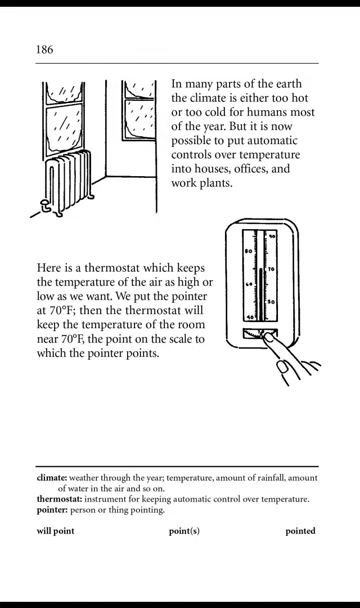 186
In many parts of the earth
the climate is either too hot
or too cold for humans most
of the year. But it is now
possible to put automatic
controls over temperature
into houses, offices, and
work plants.
80
90
60
70
40
50
Here is a thermostat which keeps
the temperature of the air as high or
low as we want. We put the pointer
at 70°F; then the thermostat will
keep the temperature of the room
near 70°F, the point on the scale to
which the pointer points.
climate: weather through the year; temperature, amount of rainfall, amount
of water in the air and so on.
thermostat: instrument for keeping automatic control over temperature.
pointer: person or thing pointing.
will point point(s) pointed